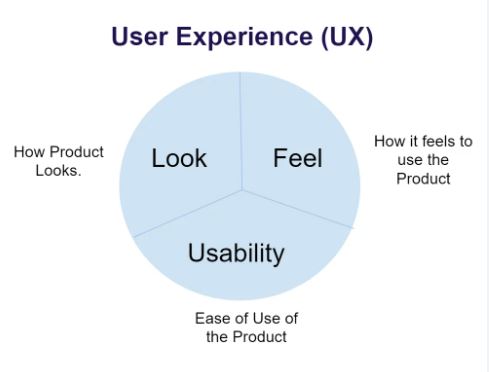 User Experience (UX)
Look
Feel
How Product
Looks.
How it feels to
use the
Product
Usability
Ease of Use of
the Product